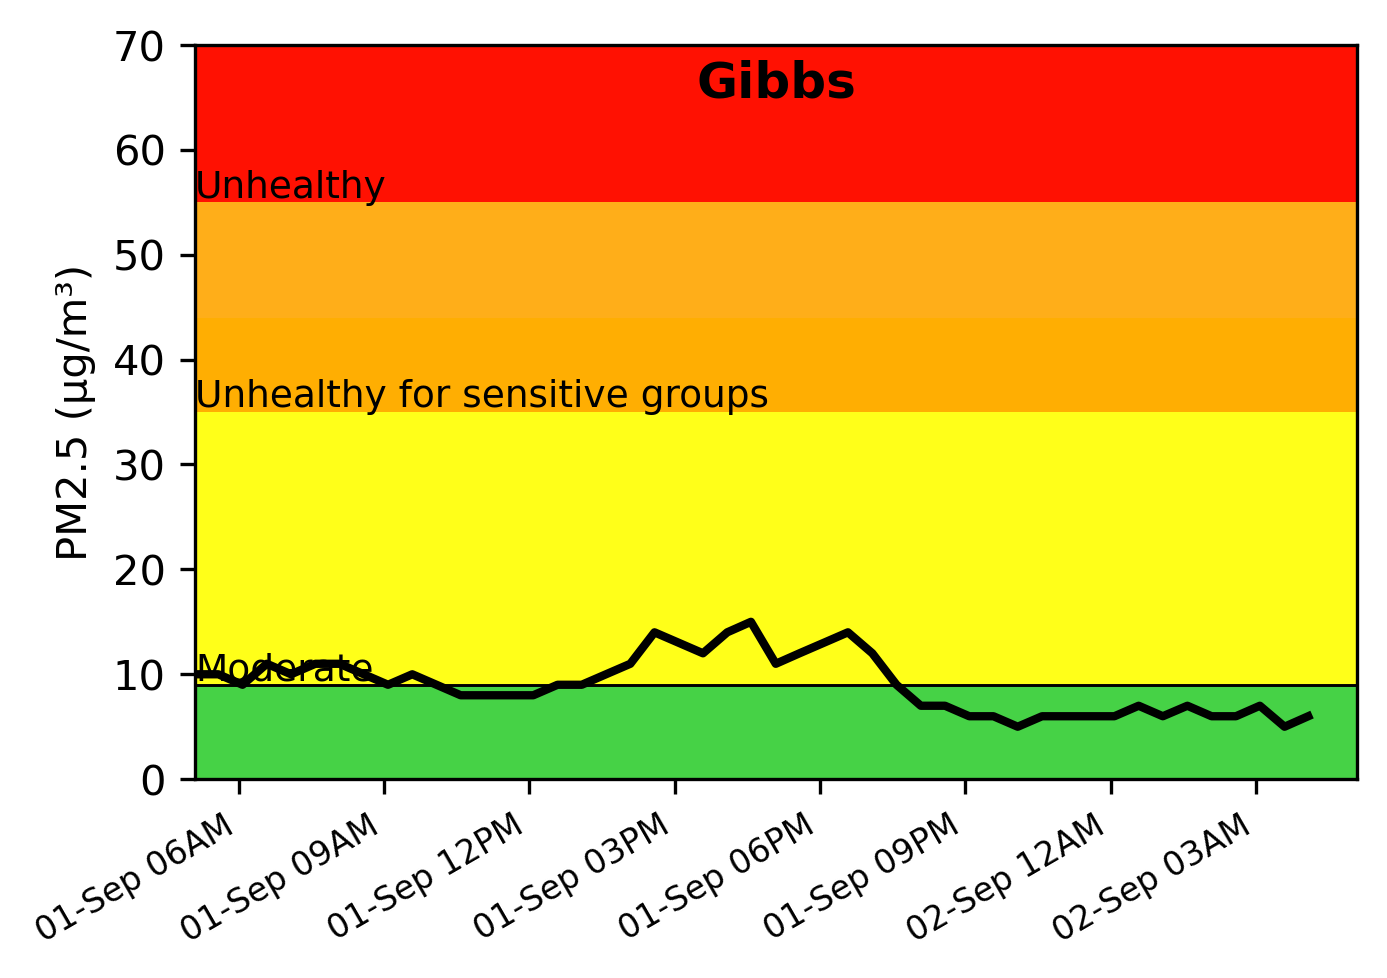 Gibbs
PM2.5 (μg/m³)
70
60
Unhealthy
50
40
Unhealthy for sensitive groups
30
20
Moderate
10
0
01-Sep 06AM
01-Sep 09AM
01-Sep 12PM
01-Sep 03PM
01-Sep 06PM
01-Sep 09PM
02-Sep 12AM
02-Sep 03AM